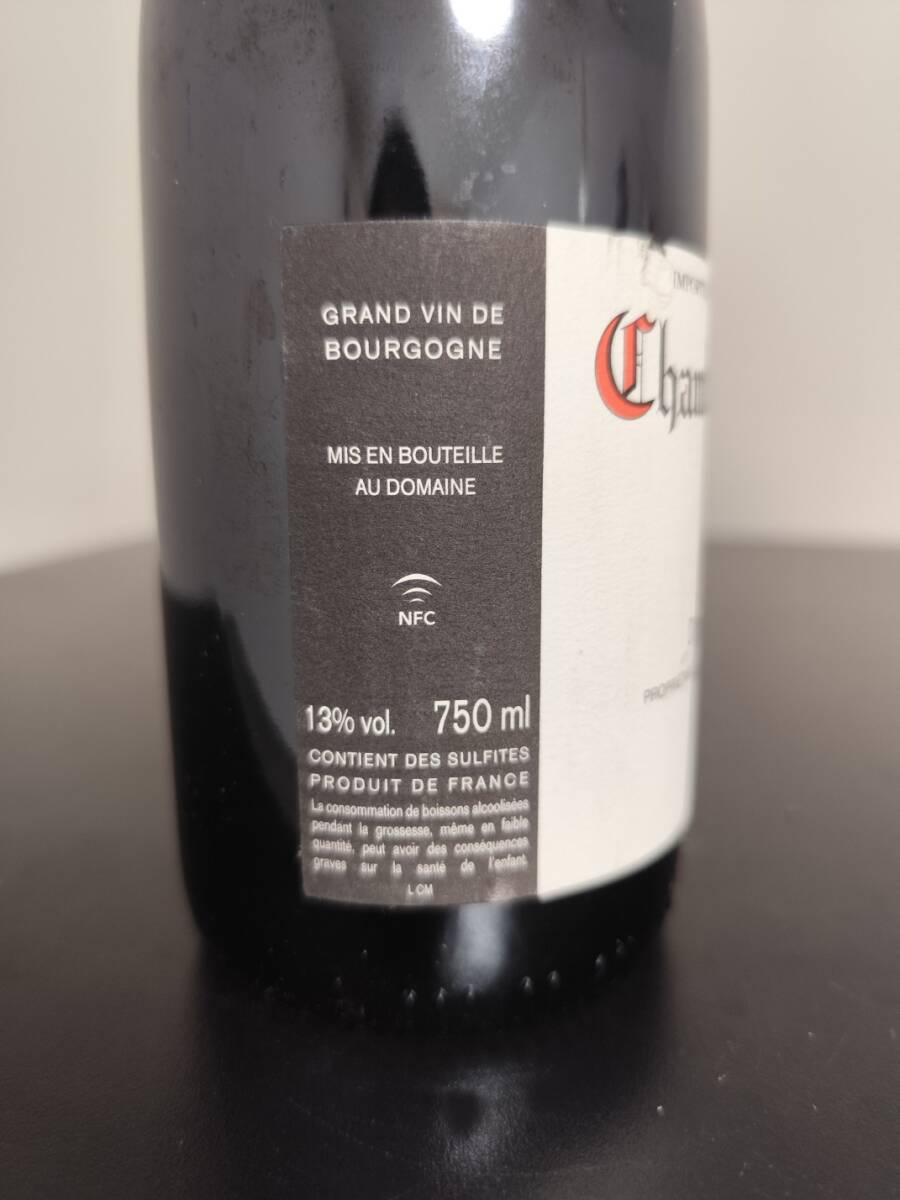 GRAND VIN DE
BOURGOGNE
MIS EN BOUTEILLE
AU DOMAINE
NFC
13% vol. 750 ml
CONTIENT DES SULFITES
PRODUIT DE FRANCE
La consommation de boissons alcoolisées
pendant la grossesse, même en faible
quantité, peut avoir des conséquences
graves sur la santé de l'enfant.
L CM
Cham